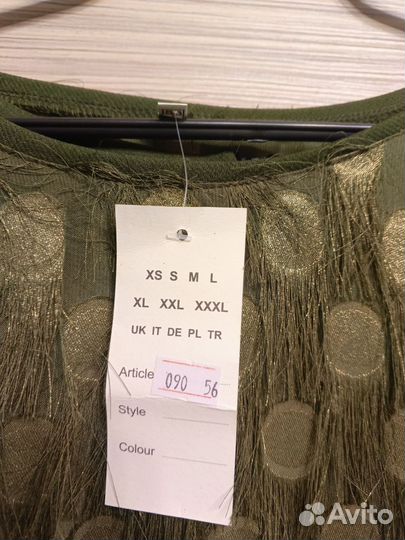 XS S M L
XL XXL XXXL
UK IT DE PL TR
Article
090 56
Style
Colour
Avito